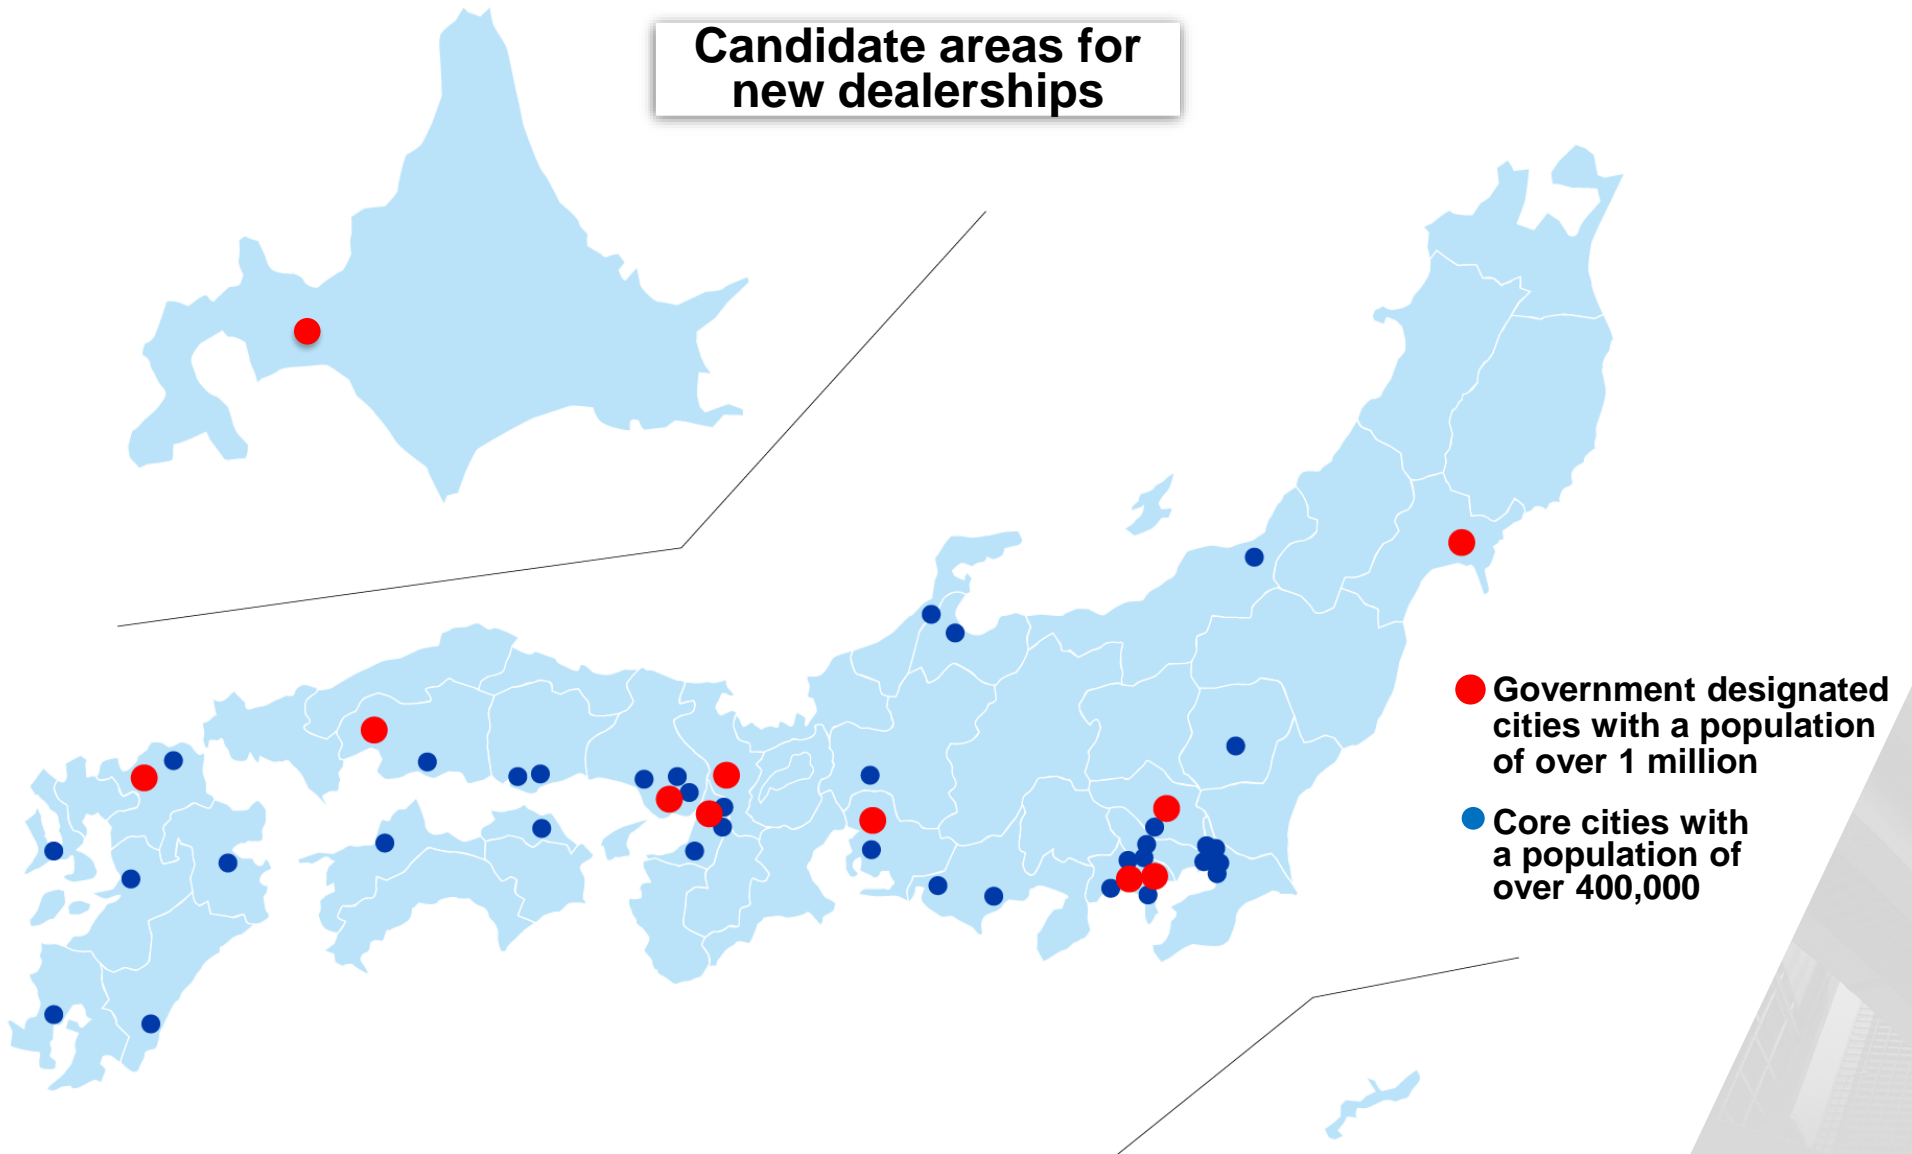 Candidate areas for
new dealerships
Government designated
cities with a population
of over 1 million
Core cities with
a population of
over 400,000